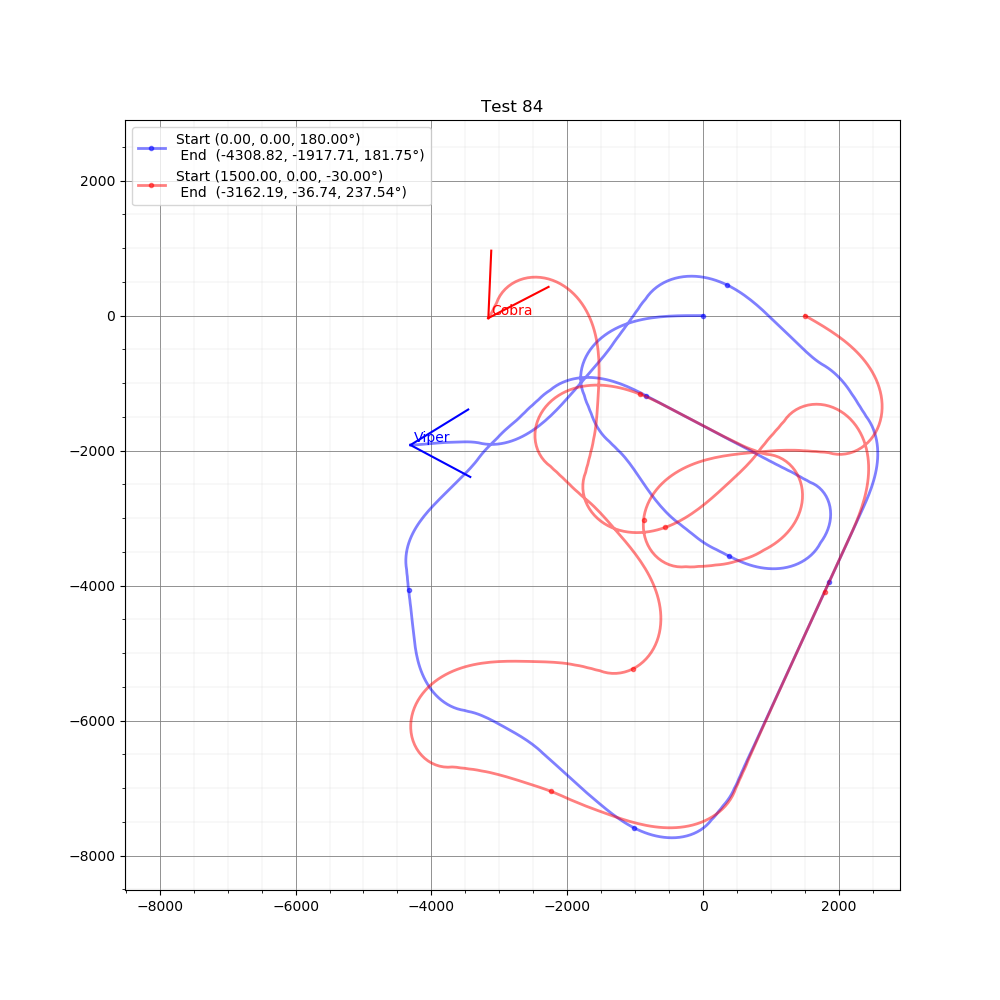 Test 84
Start (0.00, 0.00, 180.00°)
End  (-4308.82, -1917.71, 181.75°)
Start (1500.00, 0.00, -30.00°)
End  (-3162.19, -36.74, 237.54°)
2000
0
−2000
−4000
−6000
−8000
Cobra
Viper
−8000 −6000 −4000 −2000 0 2000